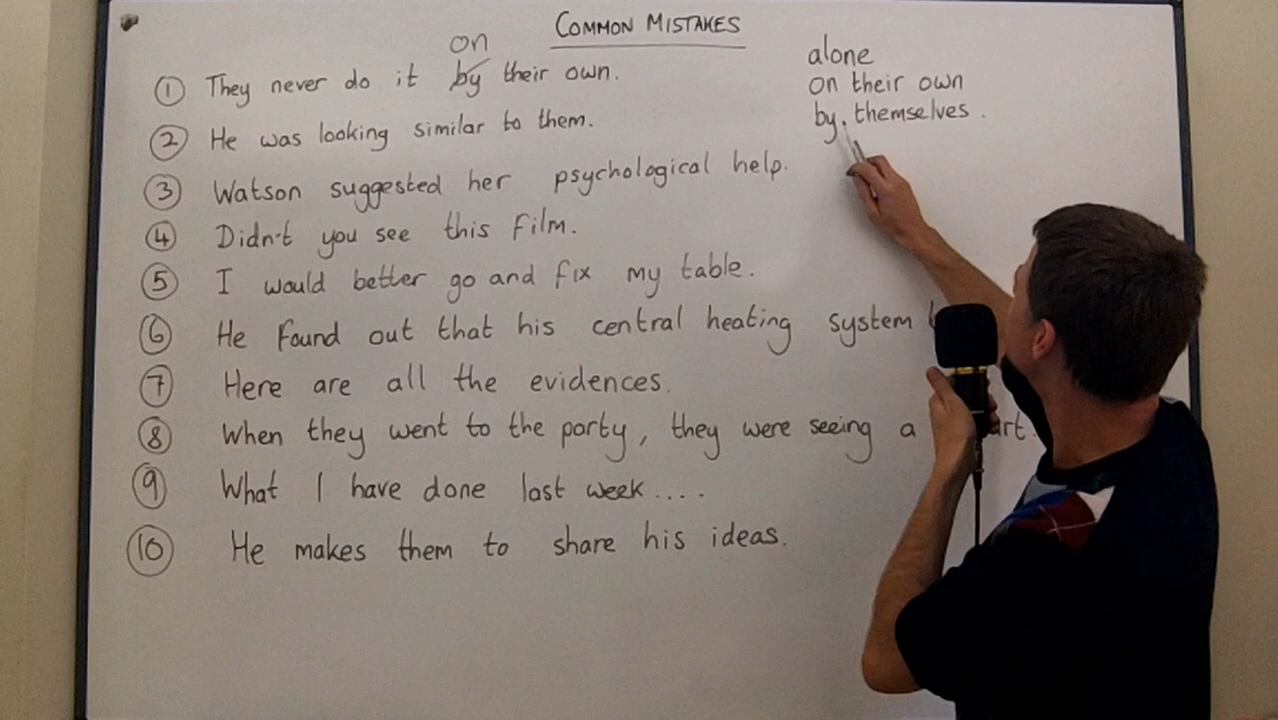 COMMON MISTAKES
on
① They never do it by their own.
② He was looking similar to them.
③ Watson suggested her psychological help.
④ Didn't you see this film.
⑤ I would better go and fix my table.
⑥ He found out that his central heating system
⑦ Here are all the evidences.
⑧ When they went to the party, they were seeing a
⑨ What I have done last week....
⑩ He makes them to share his ideas.
alone
on their own
by themselves.